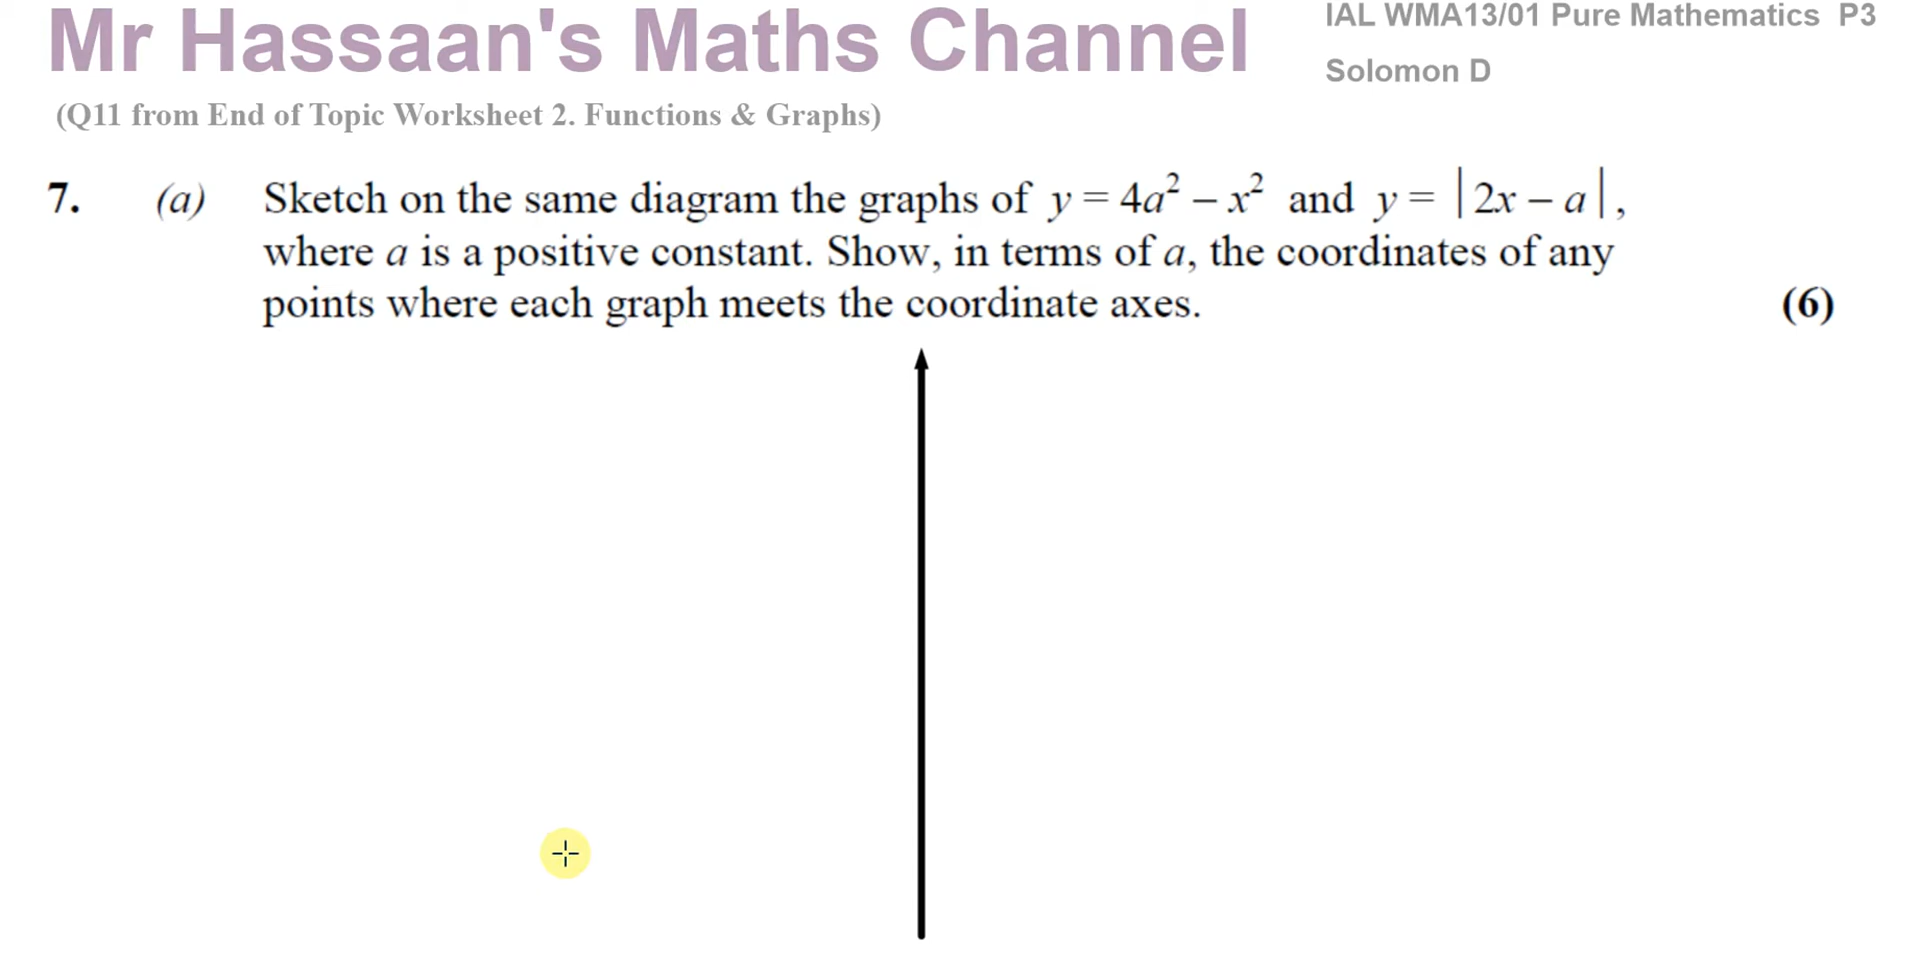 Mr Hassaan's Maths Channel
IAL WMA13/01 Pure Mathematics P3
Solomon D
(Q11 from End of Topic Worksheet 2. Functions & Graphs)
7. (a) Sketch on the same diagram the graphs of y = 4a² – x² and y = |2x – a|,
where a is a positive constant. Show, in terms of a, the coordinates of any
points where each graph meets the coordinate axes. (6)